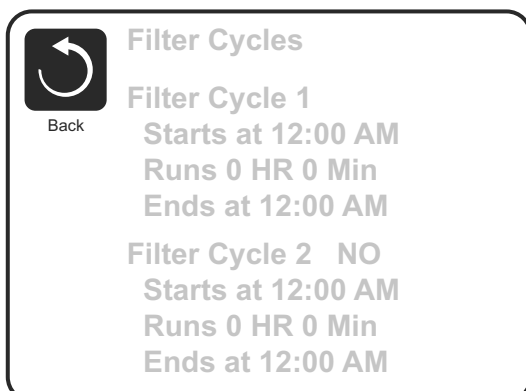 Filter Cycles
Back
Filter Cycle 1
Starts at 12:00 AM
Runs 0 HR 0 Min
Ends at 12:00 AM
Filter Cycle 2 NO
Starts at 12:00 AM
Runs 0 HR 0 Min
Ends at 12:00 AM